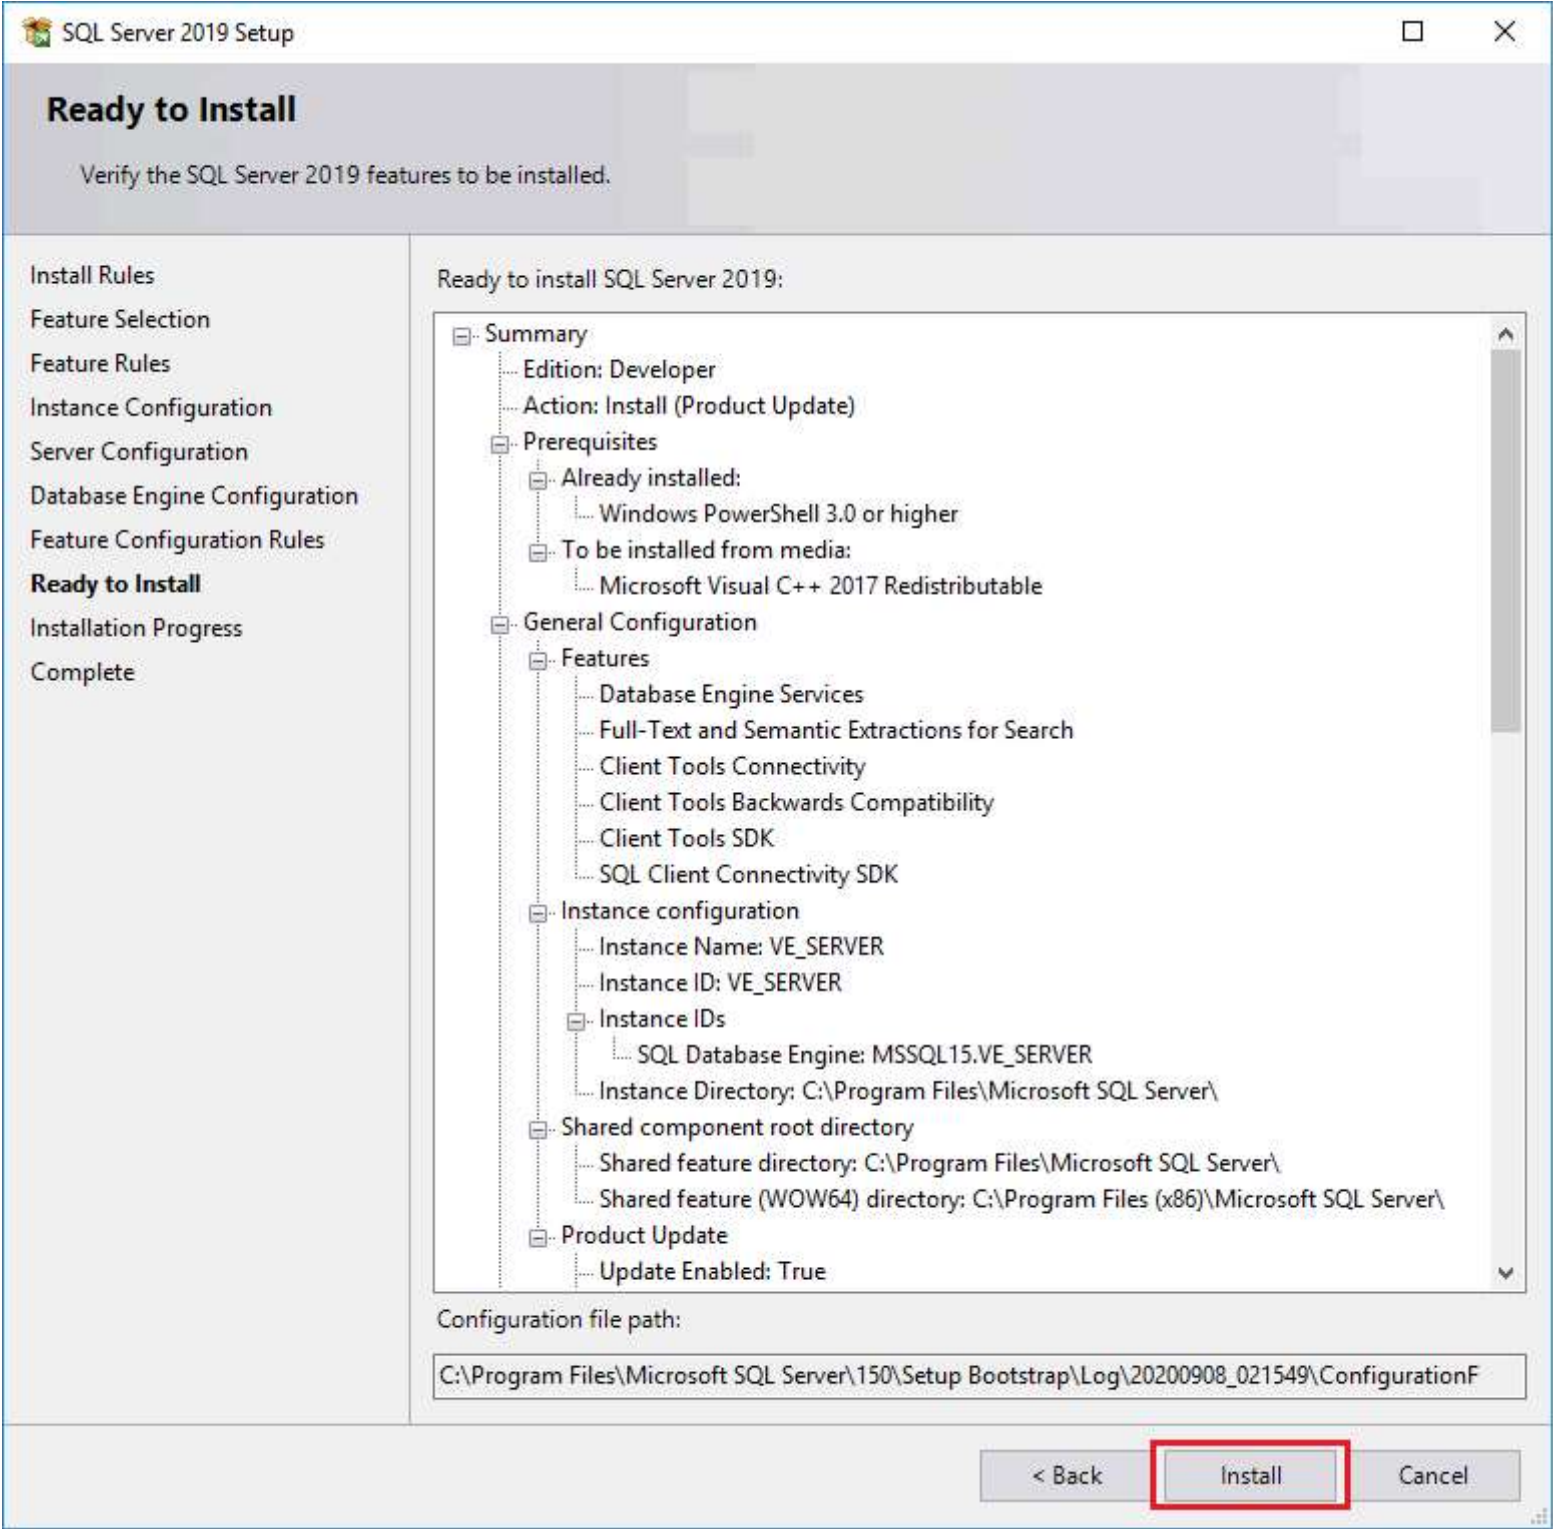 SQL Server 2019 Setup
Ready to Install
Verify the SQL Server 2019 features to be installed.
Install Rules
Feature Selection
Feature Rules
Instance Configuration
Server Configuration
Database Engine Configuration
Feature Configuration Rules
Ready to Install
Installation Progress
Complete
Ready to install SQL Server 2019:
Summary
Edition: Developer
Action: Install (Product Update)
Prerequisites
Already installed:
Windows PowerShell 3.0 or higher
To be installed from media:
Microsoft Visual C++ 2017 Redistributable
General Configuration
Features
Database Engine Services
Full-Text and Semantic Extractions for Search
Client Tools Connectivity
Client Tools Backwards Compatibility
Client Tools SDK
SQL Client Connectivity SDK
Instance configuration
Instance Name: VE_SERVER
Instance ID: VE_SERVER
Instance IDs
SQL Database Engine: MSSQL15.VE_SERVER
Instance Directory: C:\Program Files\Microsoft SQL Server\
Shared component root directory
Shared feature directory: C:\Program Files\Microsoft SQL Server\
Shared feature (WOW64) directory: C:\Program Files (x86)\Microsoft SQL Server\
Product Update
Update Enabled: True
Configuration file path:
C:\Program Files\Microsoft SQL Server\150\Setup Bootstrap\Log\20200908_021549\ConfigurationF
< Back
Install
Cancel